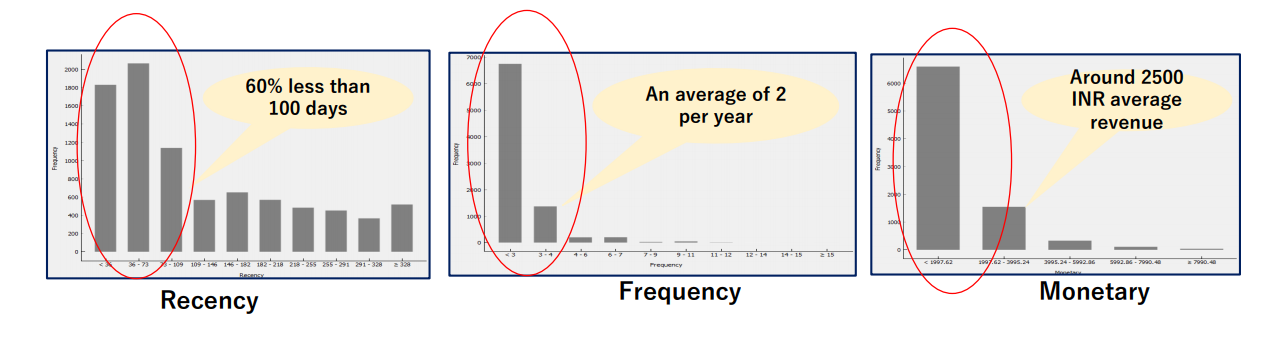 60% less than
100 days
2000
1800
1600
1400
1200
1000
800
600
400
200
0
Frequency
36 - 73
73 - 109
109 - 146
146 - 182
182 - 218
218 - 255
255 - 291
291 - 328
≥ 328
Recency
Recency
An average of 2
per year
7000
6000
5000
4000
3000
2000
1000
0
Frequency
< 3
3 - 4
4 - 6
6 - 7
7 - 9
9 - 11
11 - 12
12 - 14
14 - 15
≥ 15
Frequency
Frequency
Around 2500
INR average
revenue
6000
5000
4000
3000
2000
1000
0
Frequency
< 1997.62
1997.62 - 3995.24
3995.24 - 5992.86
5992.86 - 7990.48
≥ 7990.48
Monetary
Monetary